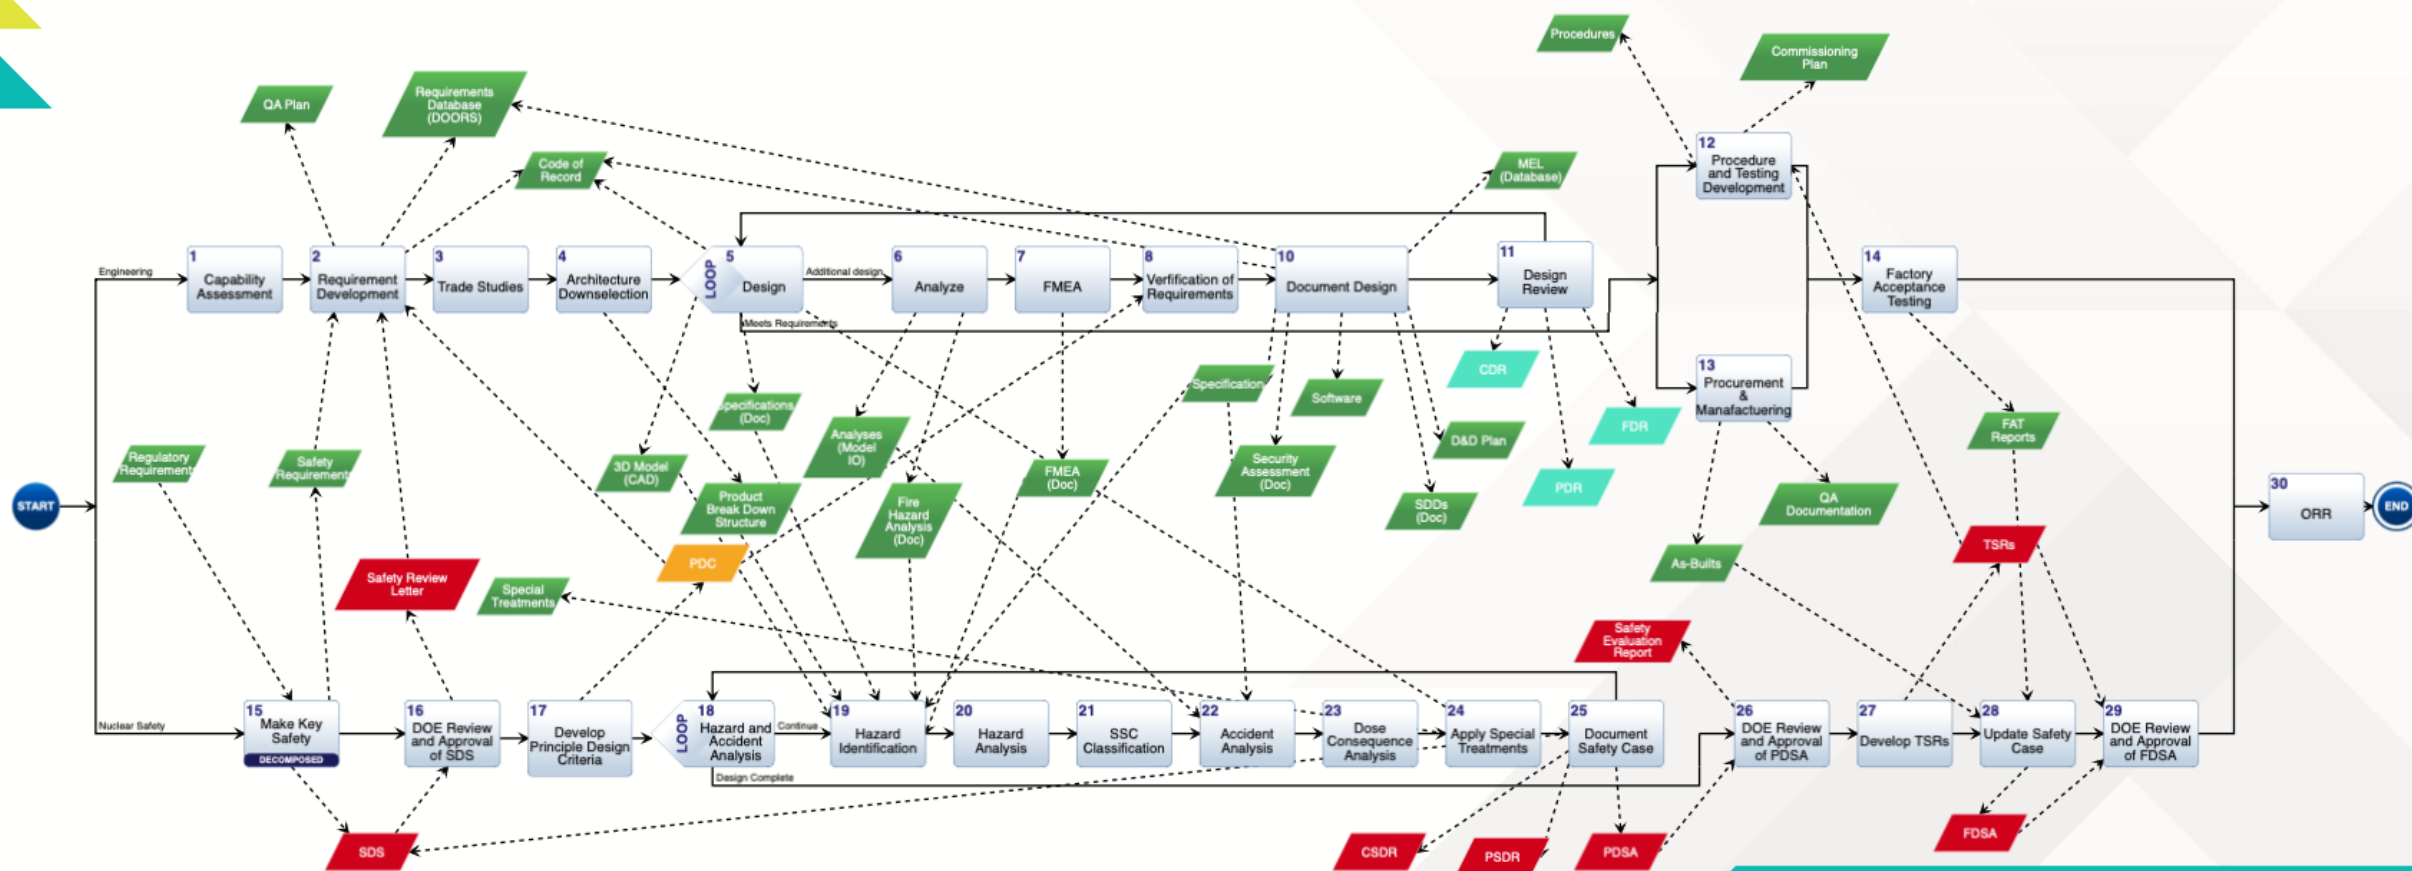 Procedures
Commissioning
Plan
QA Plan
Requirements
Database
(DOORS)
Code of
Record
MEL
(Database)
12
Procedure
and Testing
Development
Engineering
1
Capability
Assessment
2
Requirement
Development
3
Trade Studies
4
Architecture
Downselection
LOOP
5
Design
Additional design
Meets Requirements
6
Analyze
7
FMEA
8
Verfification of
Requirements
10
Document Design
11
Design
Review
14
Factory
Acceptance
Testing
13
Procurement
&
Manafactuering
CDR
Specification
Software
Specifications
(Doc)
FDR
FAT
Reports
Analyses
(Model
IO)
D&D Plan
Regulatory
Requirements
Safety
Requirements
3D Model
(CAD)
FMEA
(Doc)
Security
Assessment
(Doc)
PDR
Product
Break Down
Structure
Fire
Hazard
Analysis
(Doc)
SDDs
(Doc)
QA
Documentation
START
30
ORR
END
TSRs
PDC
As-Builts
Safety Review
Letter
Special
Treatments
Safety
Evaluation
Report
Nuclear Safety
15
Make Key
Safety
DECOMPOSED
16
DOE Review
and Approval
of SDS
17
Develop
Principle Design
Criteria
LOOP
18
Hazard and
Accident
Analysis
Continue
Design Complete
19
Hazard
Identification
20
Hazard
Analysis
21
SSC
Classification
22
Accident
Analysis
23
Dose
Consequence
Analysis
24
Apply Special
Treatments
25
Document
Safety Case
26
DOE Review
and Approval
of PDSA
27
Develop TSRs
28
Update Safety
Case
29
DOE Review
and Approval
of FDSA
SDS
CSDR
PSDR
PDSA
FDSA